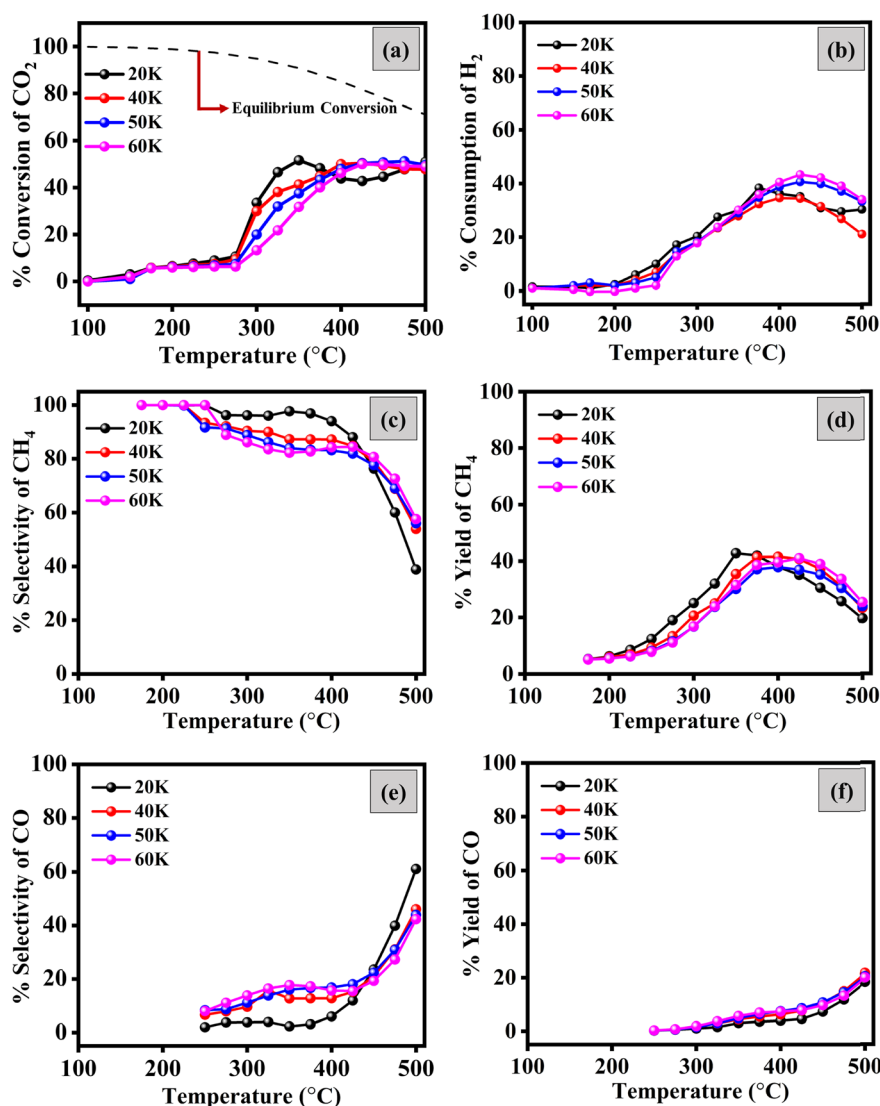 (a)
% Conversion of CO2
100
80
60
40
20
0
20K
40K
50K
60K
Equilibrium Conversion
100 200 300 400 500
Temperature (°C)
(b)
% Consumption of H2
100
80
60
40
20
0
20K
40K
50K
60K
100 200 300 400 500
Temperature (°C)
(c)
% Selectivity of CH4
100
80
60
40
20
0
20K
40K
50K
60K
100 200 300 400 500
Temperature (°C)
(d)
% Yield of CH4
100
80
60
40
20
0
20K
40K
50K
60K
100 200 300 400 500
Temperature (°C)
(e)
% Selectivity of CO
100
80
60
40
20
0
20K
40K
50K
60K
100 200 300 400 500
Temperature (°C)
(f)
% Yield of CO
100
80
60
40
20
0
20K
40K
50K
60K
100 200 300 400 500
Temperature (°C)